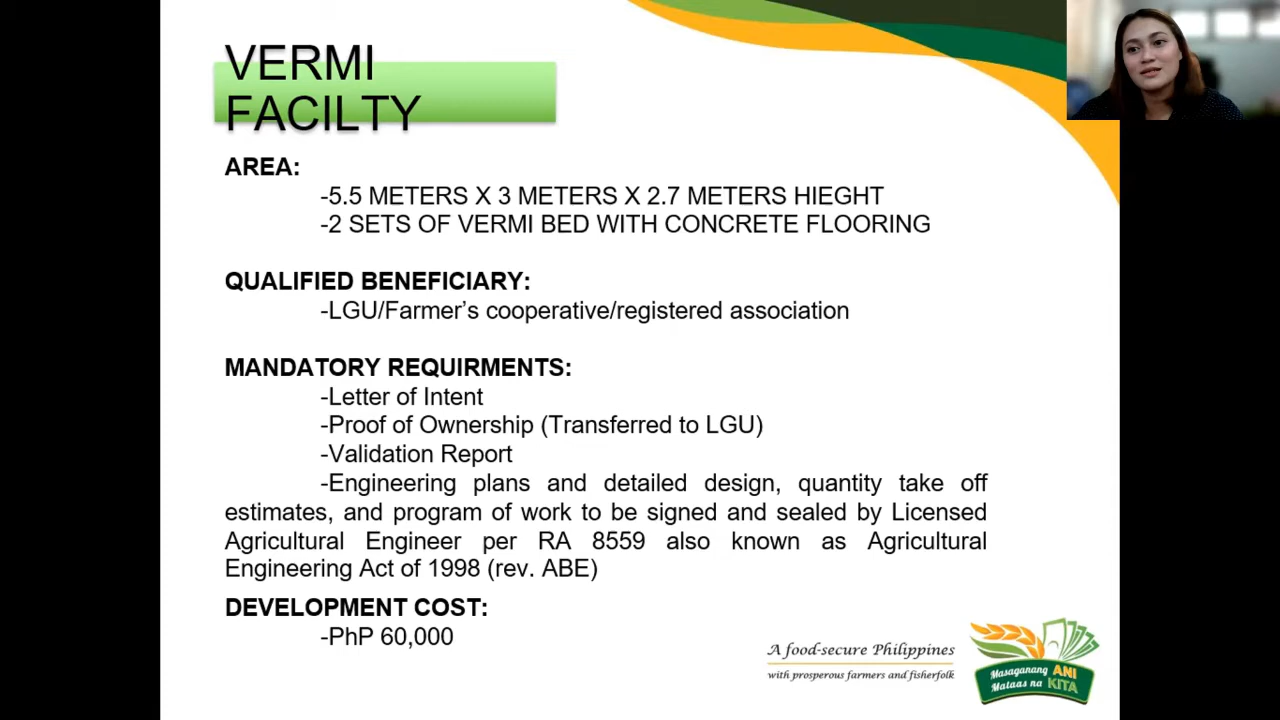 VERMI
FACILTY
AREA:
-5.5 METERS X 3 METERS X 2.7 METERS HIEGHT
-2 SETS OF VERMI BED WITH CONCRETE FLOORING
QUALIFIED BENEFICIARY:
-LGU/Farmer’s cooperative/registered association
MANDATORY REQUIRMENTS:
-Letter of Intent
-Proof of Ownership (Transferred to LGU)
-Validation Report
-Engineering plans and detailed design, quantity take off
estimates, and program of work to be signed and sealed by Licensed
Agricultural Engineer per RA 8559 also known as Agricultural
Engineering Act of 1998 (rev. ABE)
DEVELOPMENT COST:
-PhP 60,000
A food-secure Philippines
with prosperous farmers and fisherfolk
Masaganang ANI
Mataas na KITA